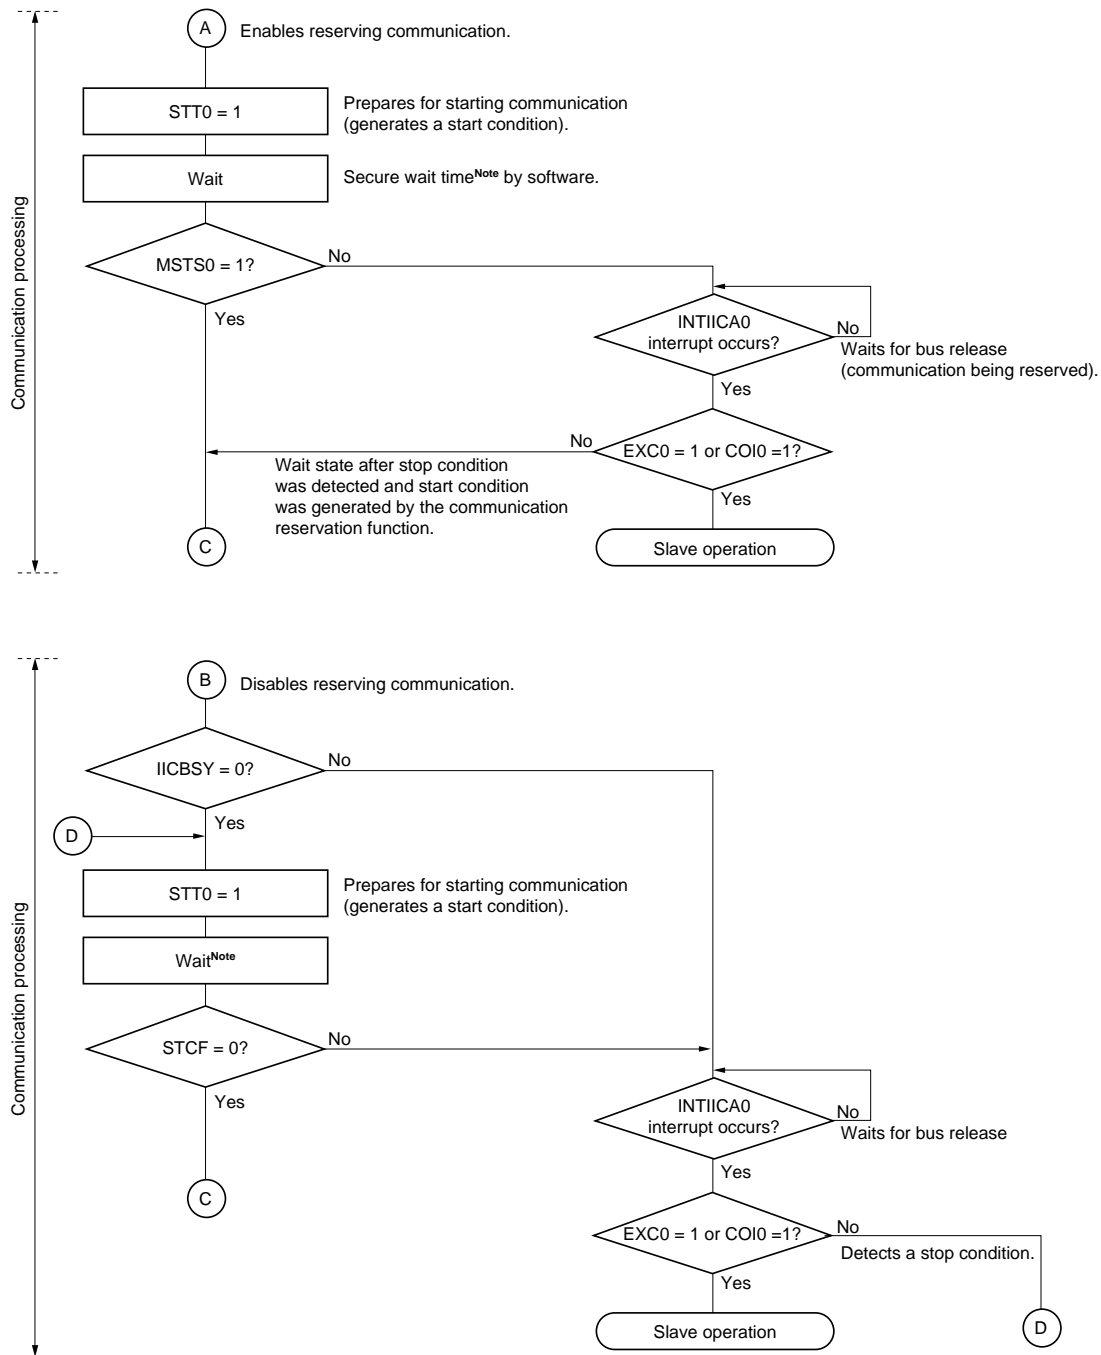 A
Enables reserving communication.
STT0 = 1
Prepares for starting communication
(generates a start condition).
Wait
Secure wait timeNote by software.
MSTS0 = 1?
No
Yes
INTIICA0
interrupt occurs?
No
Waits for bus release
(communication being reserved).
Yes
EXC0 = 1 or COI0 =1?
No
Wait state after stop condition
was detected and start condition
was generated by the communication
reservation function.
Yes
C
Slave operation
Communication processing
B
Disables reserving communication.
IICBSY = 0?
No
Yes
D
STT0 = 1
Prepares for starting communication
(generates a start condition).
WaitNote
STCF = 0?
No
Yes
INTIICA0
interrupt occurs?
No
Waits for bus release
Yes
C
EXC0 = 1 or COI0 =1?
No
Detects a stop condition.
Yes
Slave operation
D
Communication processing